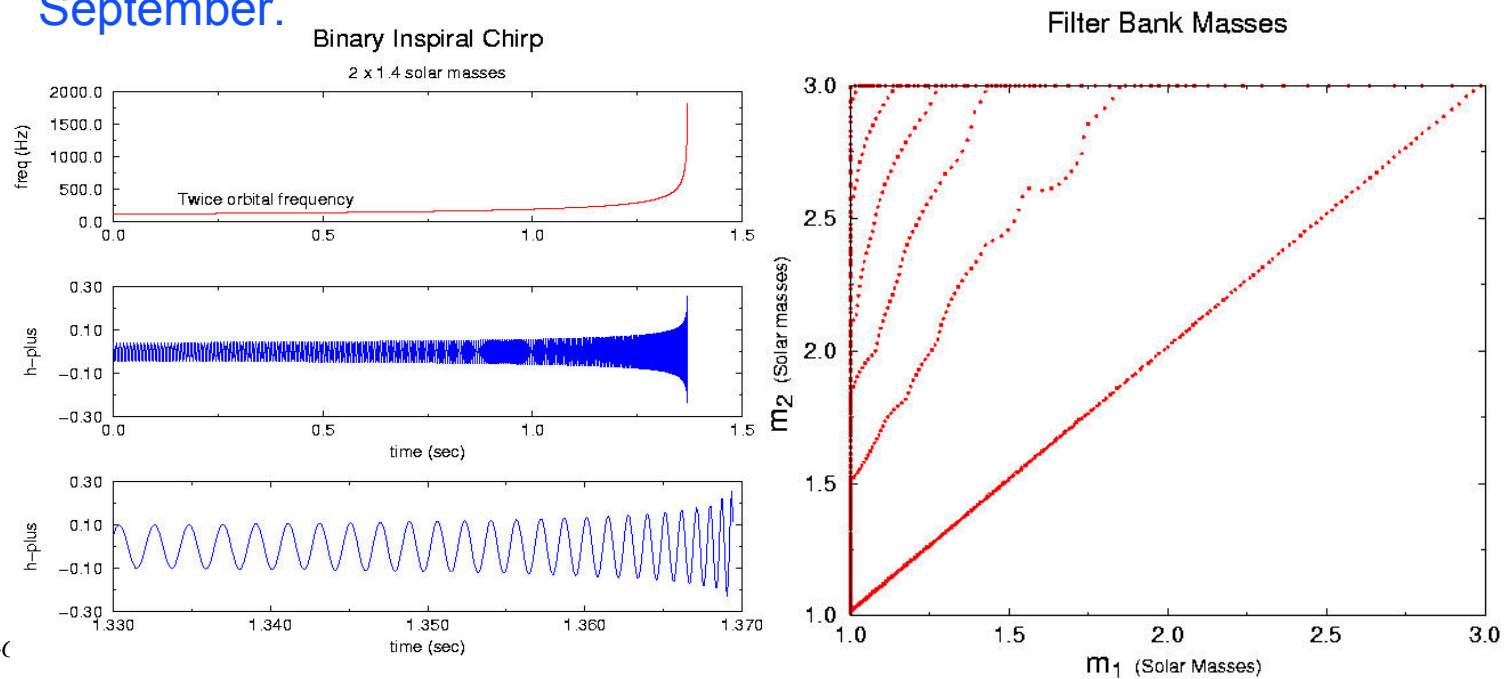 September.
Binary Inspiral Chirp
2 x 1.4 solar masses
2000.0
1500.0
1000.0
500.0
0.0
freq (Hz)
Twice orbital frequency
0.0 0.5 1.0 1.5
0.30
0.10
−0.10
−0.30
h−plus
0.0 0.5 1.0 1.5
time (sec)
0.30
0.10
−0.10
−0.30
h−plus
1.330 1.340 1.350 1.360 1.370
time (sec)
Filter Bank Masses
3.0
2.5
2.0
1.5
1.0
m2 (Solar masses)
1.0 1.5 2.0 2.5 3.0
m1 (Solar Masses)